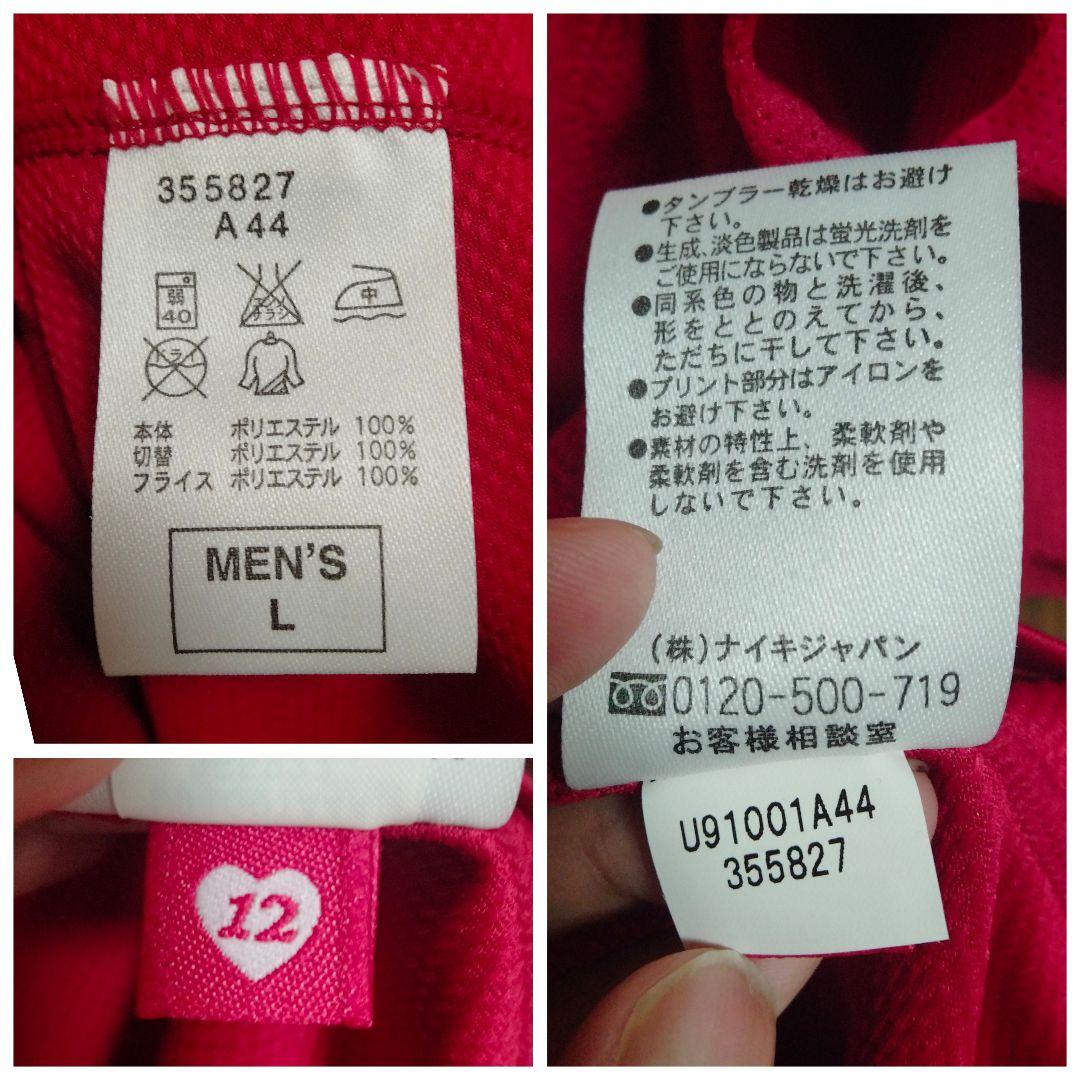 355827
A44
弱
40
エンソ
サラシ
中
ドライ
本体 ポリエステル 100%
切替 ポリエステル 100%
フライス ポリエステル 100%
MEN'S
L
●タンブラー乾燥はお避け
下さい。
●生成、淡色製品は蛍光洗剤を
ご使用にならないで下さい。
●同系色の物と洗濯後、
形をととのえてから、
ただちに干して下さい。
●プリント部分はアイロンを
お避け下さい。
●素材の特性上、柔軟剤や
柔軟剤を含む洗剤を使用
しないで下さい。
(株)ナイキジャパン
0120-500-719
お客様相談室
U91001A44
355827
12